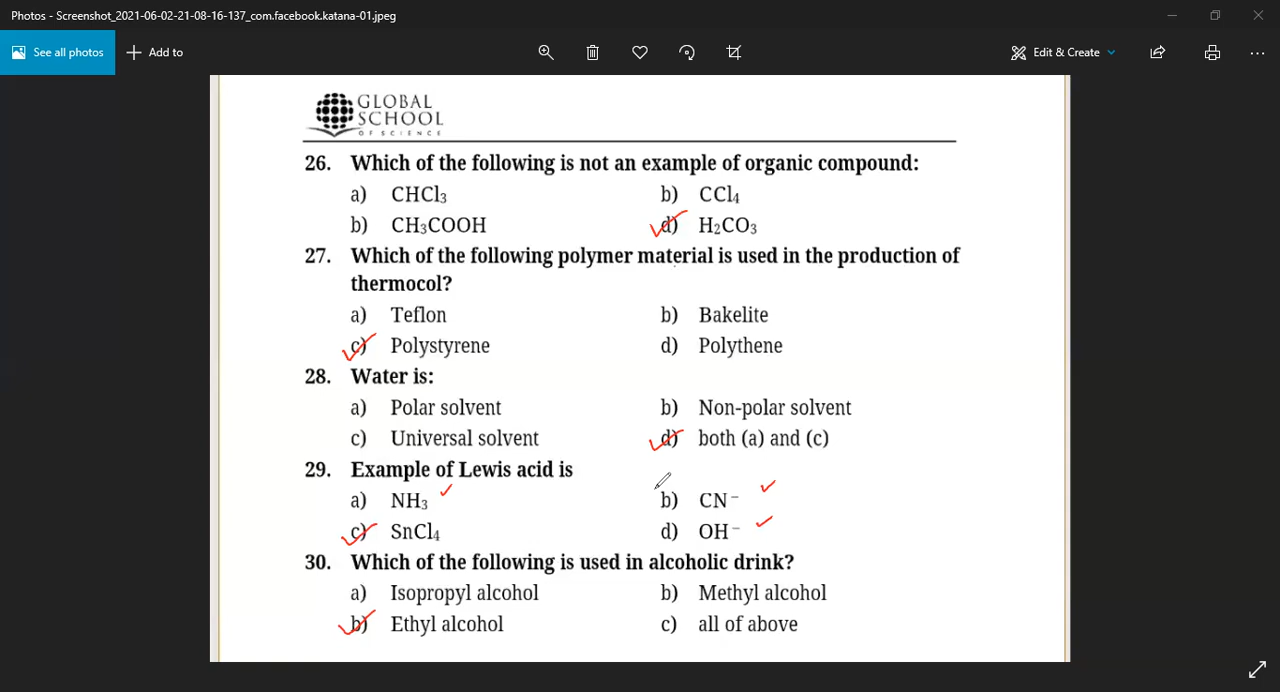 Photos - Screenshot_2021-06-02-21-08-16-137_com.facebook.katana-01.jpeg
See all photos Add to Edit & Create
GLOBAL
SCHOOL
OF SCIENCE
26. Which of the following is not an example of organic compound:
a) CHCl₃ b) CCl₄
b) CH₃COOH d) H₂CO₃
27. Which of the following polymer material is used in the production of
thermocol?
a) Teflon b) Bakelite
c) Polystyrene d) Polythene
28. Water is:
a) Polar solvent b) Non-polar solvent
c) Universal solvent d) both (a) and (c)
29. Example of Lewis acid is
a) NH₃ b) CN⁻
c) SnCl₄ d) OH⁻
30. Which of the following is used in alcoholic drink?
a) Isopropyl alcohol b) Methyl alcohol
b) Ethyl alcohol c) all of above